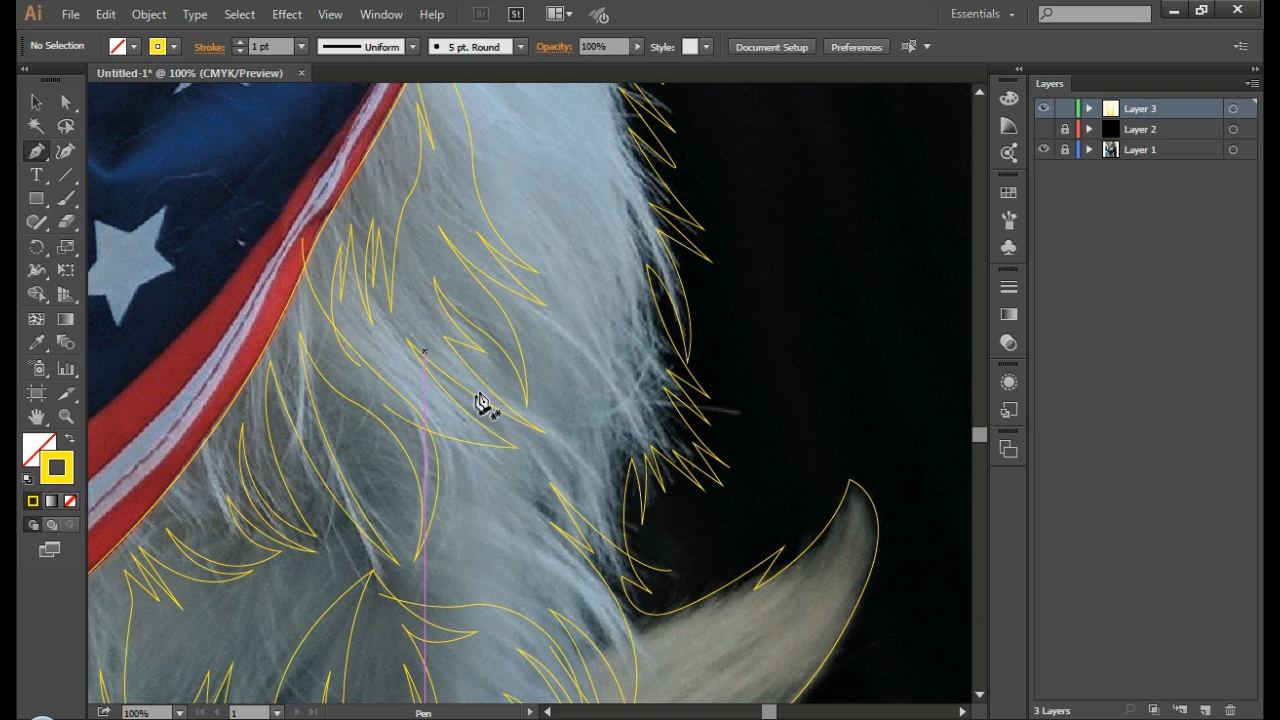 Ai File Edit Object Type Select Effect View Window Help Br St Essentials
No Selection Stroke: 1 pt Uniform 5 pt. Round Opacity: 100% Style: Document Setup Preferences
Untitled-1* @ 100% (CMYK/Preview)
Layers
Layer 3
Layer 2
Layer 1
100% 1 Pen 3 Layers